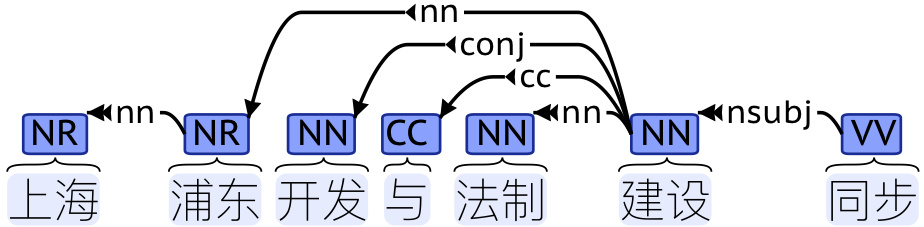 nn
conj
cc
nn nn nsubj
NR NR NN CC NN NN VV
上海 浦东 开发 与 法制 建设 同步